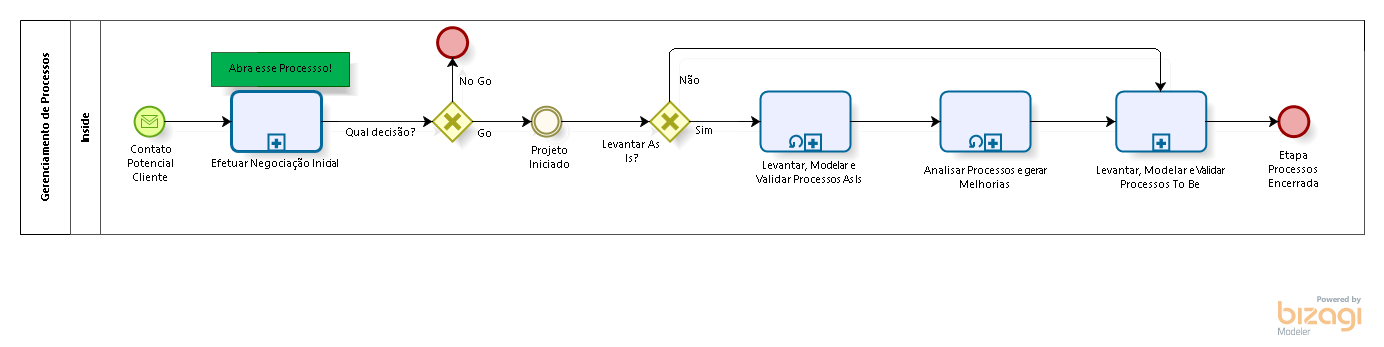 Gerenciamento de Processos
Inside
Contato
Potencial
Cliente
Abra esse Processso!
Efetuar Negociação Inicial
Qual decisão?
No Go
Go
Projeto
Iniciado
Levantar As
Is?
Não
Sim
Levantar, Modelar e
Validar Processos As Is
Analisar Processos e gerar
Melhorias
Levantar, Modelar e Validar
Processos To Be
Etapa
Processos
Encerrada
Powered by
bizagi
Modeler